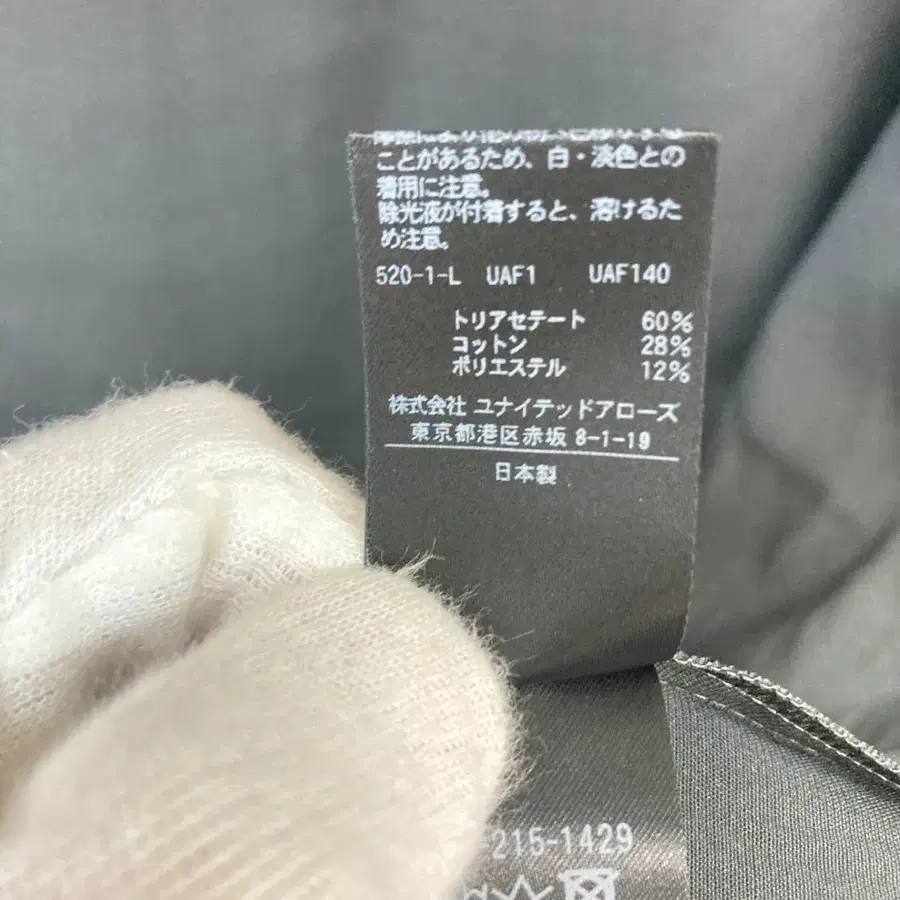 ことがあるため、白・淡色との
着用に注意。
除光液が付着すると、溶けるた
め注意。
520-1-L UAF1 UAF140
トリアセテート 60%
コットン 28%
ポリエステル 12%
株式会社 ユナイテッドアローズ
東京都港区赤坂 8-1-19
日本製
215-1429